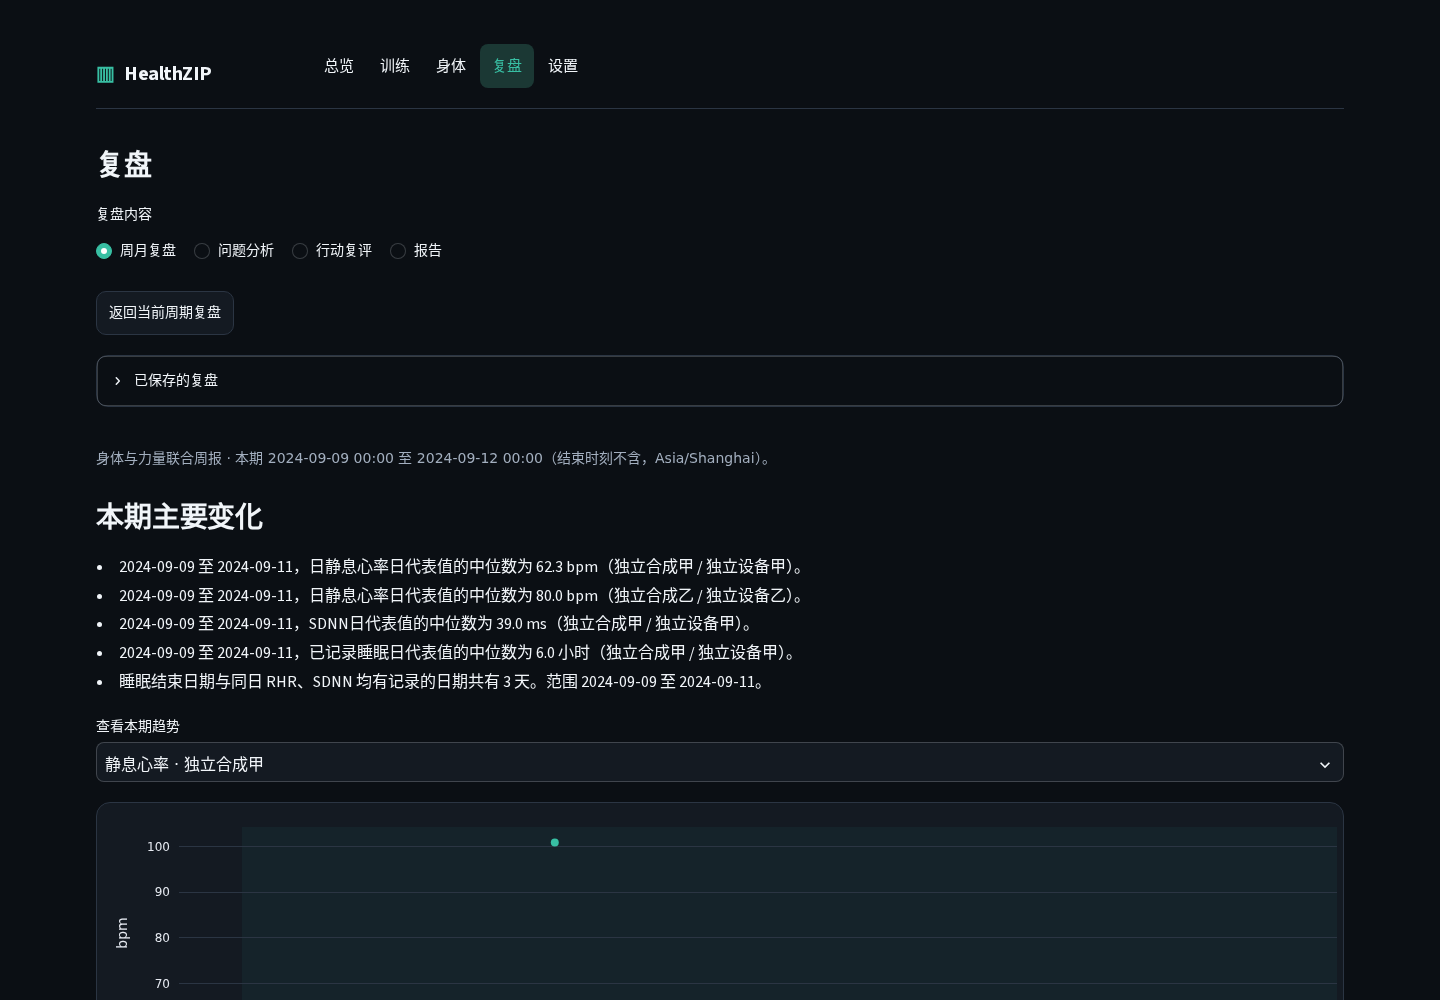 HealthZIP
总览 训练 身体 复盘 设置
复盘
复盘内容
周月复盘 问题分析 行动复评 报告
返回当前周期复盘
已保存的复盘
身体与力量联合周报 · 本期 2024-09-09 00:00 至 2024-09-12 00:00（结束时刻不含，Asia/Shanghai）。
本期主要变化
• 2024-09-09 至 2024-09-11，日静息心率日代表值的中位数为 62.3 bpm（独立合成甲 / 独立设备甲）。
• 2024-09-09 至 2024-09-11，日静息心率日代表值的中位数为 80.0 bpm（独立合成乙 / 独立设备乙）。
• 2024-09-09 至 2024-09-11，SDNN日代表值的中位数为 39.0 ms（独立合成甲 / 独立设备甲）。
• 2024-09-09 至 2024-09-11，已记录睡眠日代表值的中位数为 6.0 小时（独立合成甲 / 独立设备甲）。
• 睡眠结束日期与同日 RHR、SDNN 均有记录的日期共有 3 天。范围 2024-09-09 至 2024-09-11。
查看本期趋势
静息心率 · 独立合成甲
100
90
80
70
bpm